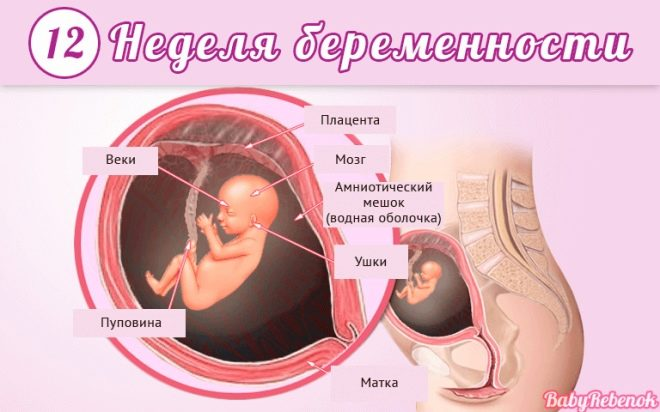 12 Неделя беременности
Плацента
Веки
Мозг
Амниотический
мешок
(водная оболочка)
Ушки
Пуповина
Матка
BabyRebenok